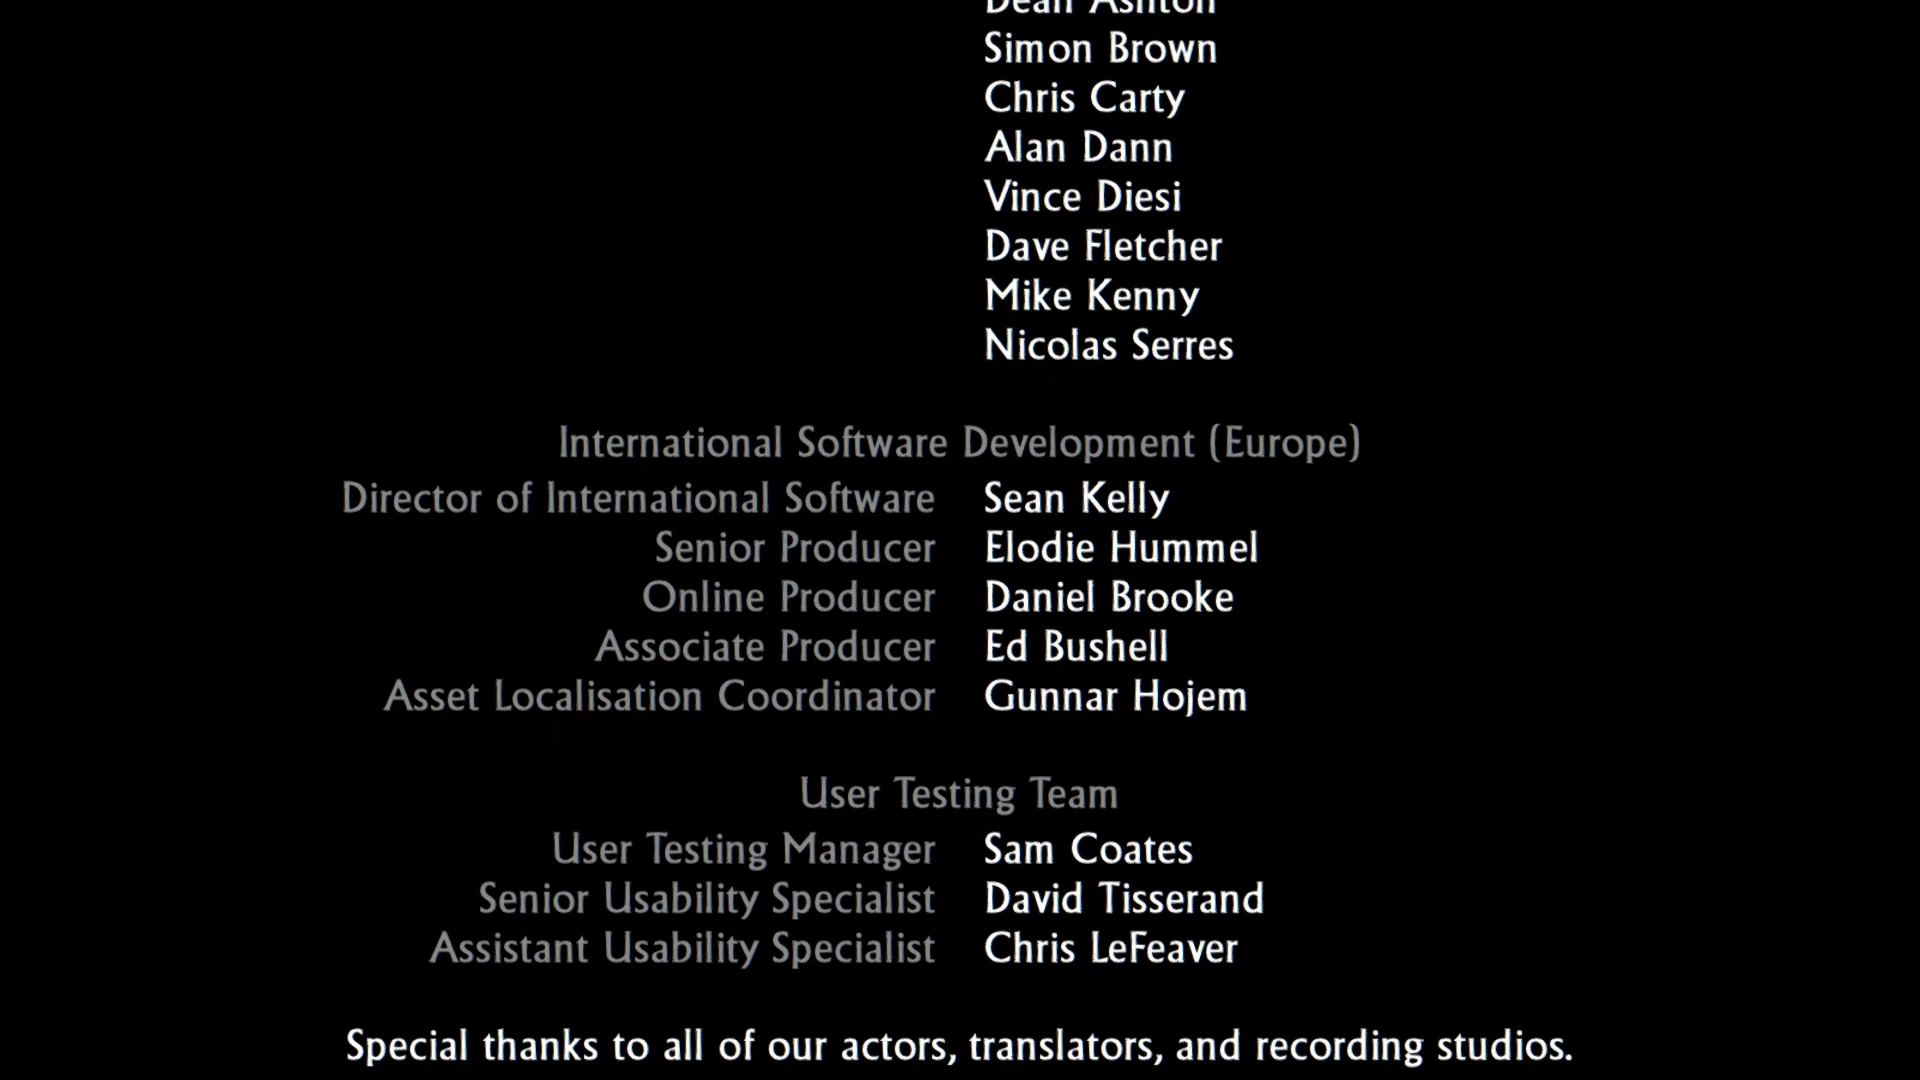 Dean Ashton
Simon Brown
Chris Carty
Alan Dann
Vince Diesi
Dave Fletcher
Mike Kenny
Nicolas Serres
International Software Development (Europe)
Director of International Software Sean Kelly
Senior Producer Elodie Hummel
Online Producer Daniel Brooke
Associate Producer Ed Bushell
Asset Localisation Coordinator Gunnar Hojem
User Testing Team
User Testing Manager Sam Coates
Senior Usability Specialist David Tisserand
Assistant Usability Specialist Chris LeFeaver
Special thanks to all of our actors, translators, and recording studios.